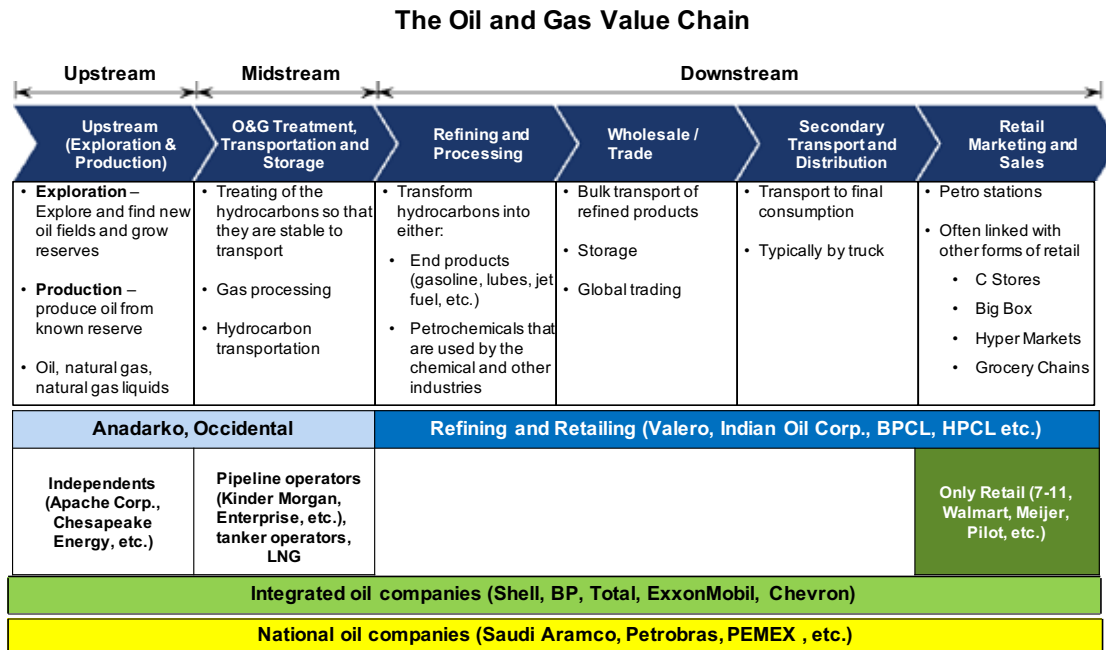 The Oil and Gas Value Chain
Upstream
Midstream
Downstream
Upstream
(Exploration &
Production)
O&G Treatment,
Transportation and
Storage
Refining and
Processing
Wholesale /
Trade
Secondary
Transport and
Distribution
Retail
Marketing and
Sales
• Exploration –
Explore and find new
oil fields and grow
reserves
• Production –
produce oil from
known reserve
• Oil, natural gas,
natural gas liquids
• Treating of the
hydrocarbons so that
they are stable to
transport
• Gas processing
• Hydrocarbon
transportation
• Transform
hydrocarbons into
either:
• End products
(gasoline, lubes, jet
fuel, etc.)
• Petrochemicals that
are used by the
chemical and other
industries
• Bulk transport of
refined products
• Storage
• Global trading
• Transport to final
consumption
• Typically by truck
• Petro stations
• Often linked with
other forms of retail
• C Stores
• Big Box
• Hyper Markets
• Grocery Chains
Anadarko, Occidental
Refining and Retailing (Valero, Indian Oil Corp., BPCL, HPCL etc.)
Independents
(Apache Corp.,
Chesapeake
Energy, etc.)
Pipeline operators
(Kinder Morgan,
Enterprise, etc.),
tanker operators,
LNG
Only Retail (7-11,
Walmart, Meijer,
Pilot, etc.)
Integrated oil companies (Shell, BP, Total, ExxonMobil, Chevron)
National oil companies (Saudi Aramco, Petrobras, PEMEX , etc.)